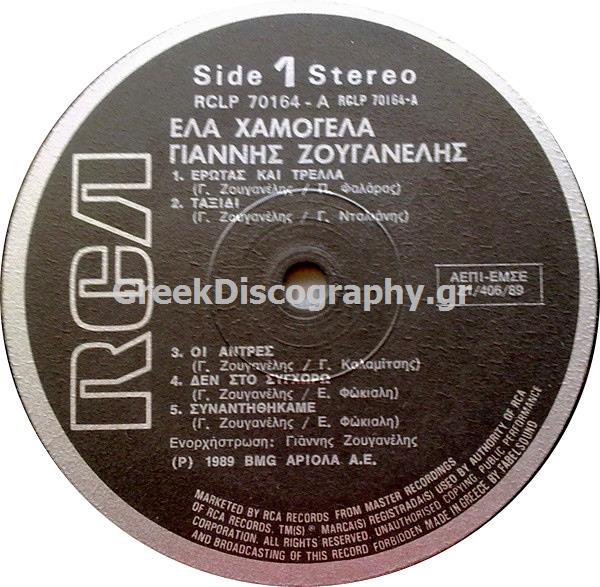 Side 1 Stereo
RCLP 70164-A RCLP 70164-A
ΕΛΑ ΧΑΜΟΓΕΛΑ
ΓΙΑΝΝΗΣ ΖΟΥΓΑΝΕΛΗΣ
1. ΕΡΩΤΑΣ ΚΑΙ ΤΡΕΛΛΑ
(Γ. Ζουγανέλης / Π. Φαλάρας)
2. ΤΑΞΙΔΙ
(Γ. Ζουγανέλης / Γ. Νταλιάνης)
RCA
GreekDiscography.gr
ΑΕΠΙ-ΕΜΣΕ
Z1/406/89
3. ΟΙ ΑΝΤΡΕΣ
(Γ. Ζουγανέλης / Γ. Καλαμίτσης)
4. ΔΕΝ ΣΤΟ ΣΥΓΧΩΡΩ
(Γ. Ζουγανέλης / Ε. Φώκιαλη)
5. ΣΥΝΑΝΤΗΘΗΚΑΜΕ
(Γ. Ζουγανέλης / Ε. Φώκιαλη)
Ενορχήστρωση: Γιάννης Ζουγανέλης
(P) 1989 BMG ΑΡΙΟΛΑ Α.Ε.
MARKETED BY RCA RECORDS FROM MASTER RECORDINGS
OF RCA RECORDS. TM(S) ® MARCA(S) REGISTRADA(S) USED BY AUTHORITY OF RCA
CORPORATION. ALL RIGHTS RESERVED. UNAUTHORISED COPYING, PUBLIC PERFORMANCE
AND BROADCASTING OF THIS RECORD FORBIDDEN MADE IN GREECE BY FABELSOUND